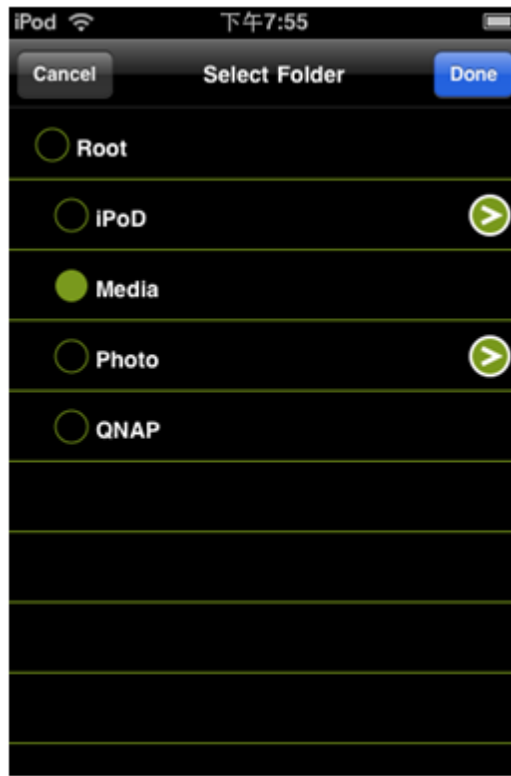 iPod 下午7:55
Cancel Select Folder Done
Root
iPoD
Media
Photo
QNAP